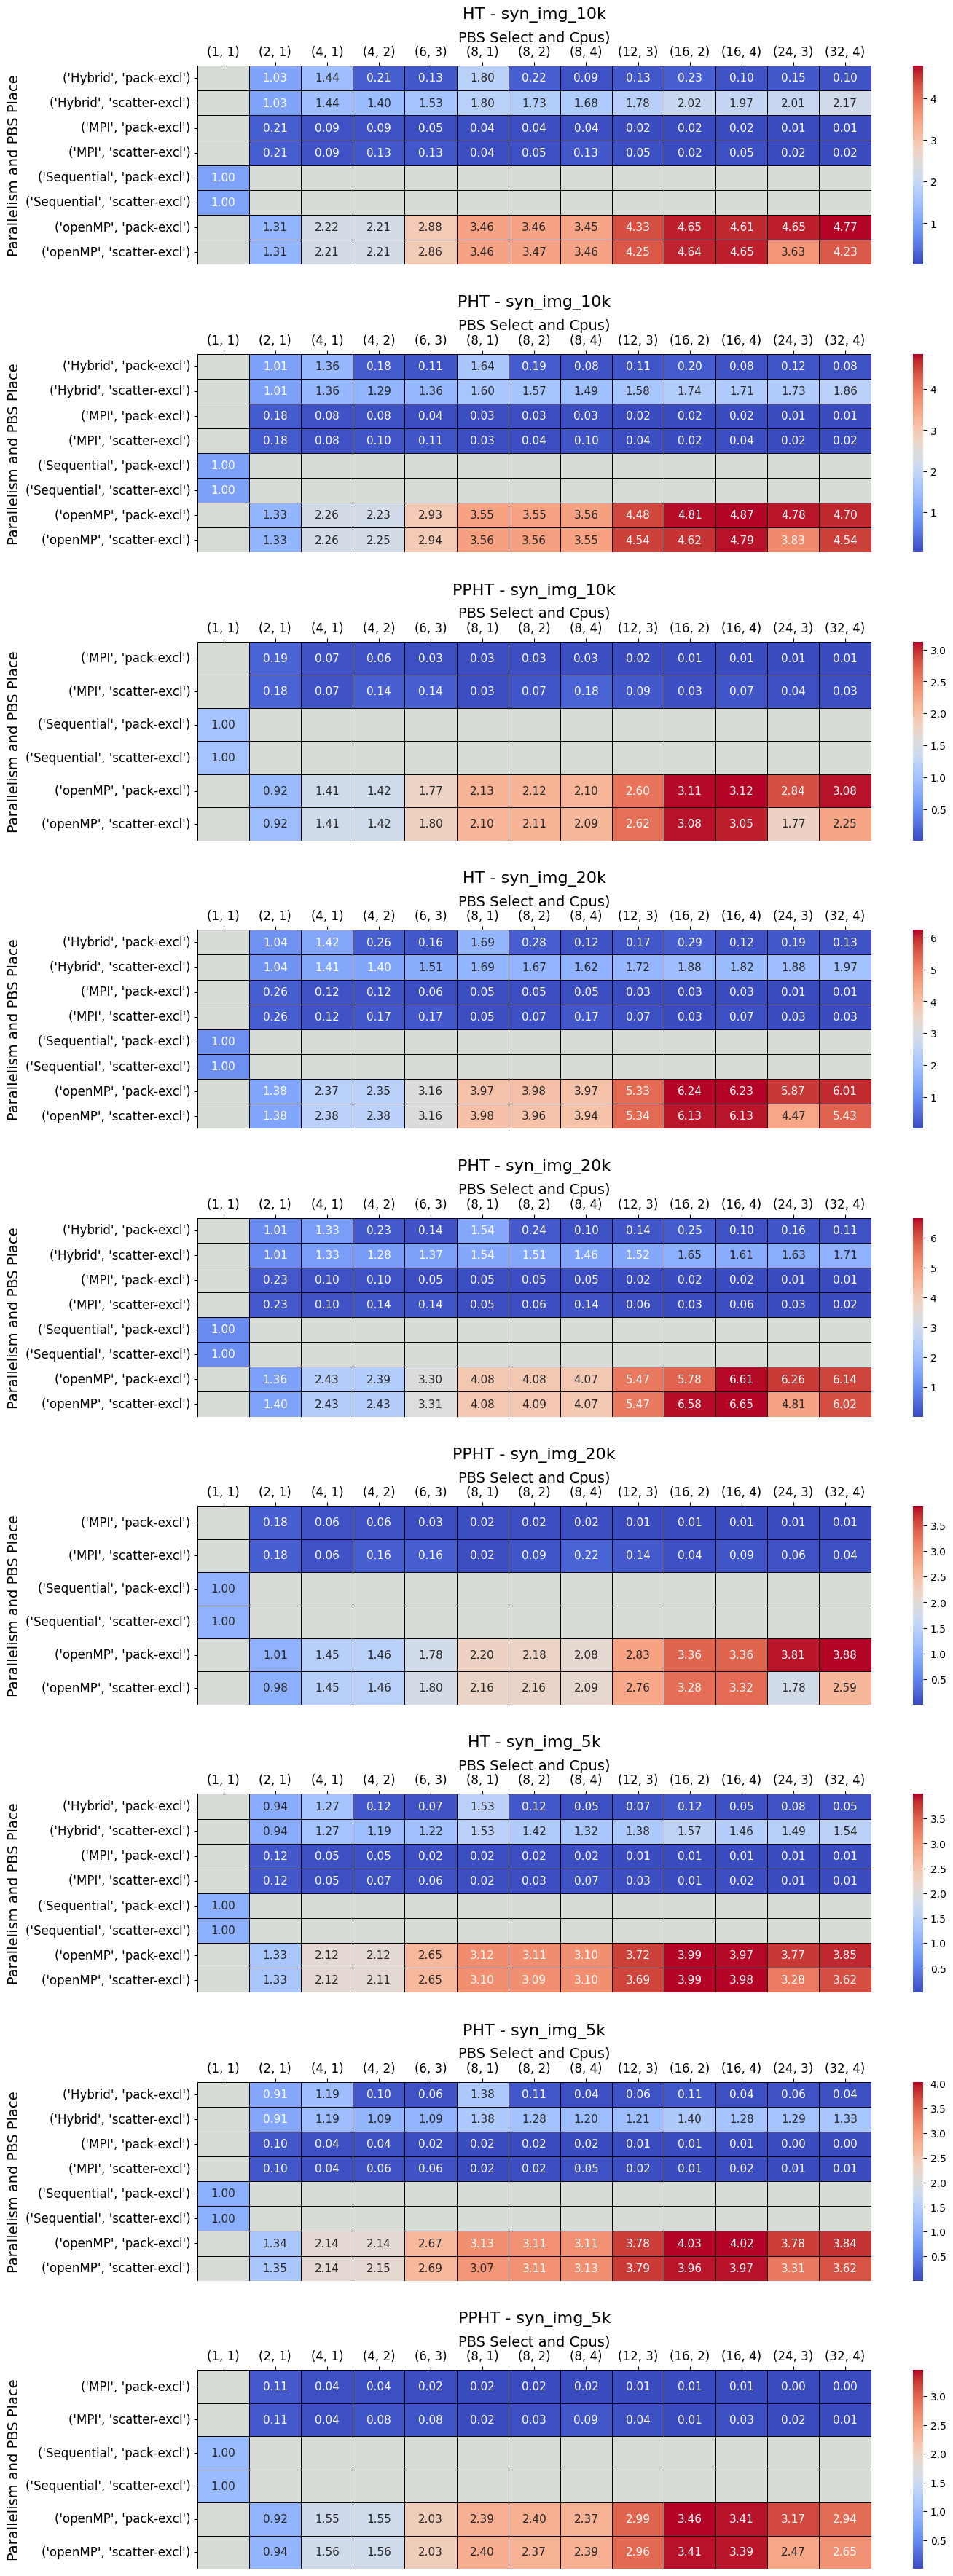 HT - syn_img_10k
PBS Select and Cpus)
(1, 1) (2, 1) (4, 1) (4, 2) (6, 3) (8, 1) (8, 2) (8, 4) (12, 3) (16, 2) (16, 4) (24, 3) (32, 4)
Parallelism and PBS Place
('Hybrid', 'pack-excl') 1.03 1.44 0.21 0.13 1.80 0.22 0.09 0.13 0.23 0.10 0.15 0.10
('Hybrid', 'scatter-excl') 1.03 1.44 1.40 1.53 1.80 1.73 1.68 1.78 2.02 1.97 2.01 2.17
('MPI', 'pack-excl') 0.21 0.09 0.09 0.05 0.04 0.04 0.04 0.02 0.02 0.02 0.01 0.01
('MPI', 'scatter-excl') 0.21 0.09 0.13 0.13 0.04 0.05 0.13 0.05 0.02 0.05 0.02 0.02
('Sequential', 'pack-excl') 1.00
('Sequential', 'scatter-excl') 1.00
('openMP', 'pack-excl') 1.31 2.22 2.21 2.88 3.46 3.46 3.45 4.33 4.65 4.61 4.65 4.77
('openMP', 'scatter-excl') 1.31 2.21 2.21 2.86 3.46 3.47 3.46 4.25 4.64 4.65 3.63 4.23
4
3
2
1
PHT - syn_img_10k
PBS Select and Cpus)
(1, 1) (2, 1) (4, 1) (4, 2) (6, 3) (8, 1) (8, 2) (8, 4) (12, 3) (16, 2) (16, 4) (24, 3) (32, 4)
Parallelism and PBS Place
('Hybrid', 'pack-excl') 1.01 1.36 0.18 0.11 1.64 0.19 0.08 0.11 0.20 0.08 0.12 0.08
('Hybrid', 'scatter-excl') 1.01 1.36 1.29 1.36 1.60 1.57 1.49 1.58 1.74 1.71 1.73 1.86
('MPI', 'pack-excl') 0.18 0.08 0.08 0.04 0.03 0.03 0.03 0.02 0.02 0.02 0.01 0.01
('MPI', 'scatter-excl') 0.18 0.08 0.10 0.11 0.03 0.04 0.10 0.04 0.02 0.04 0.02 0.02
('Sequential', 'pack-excl') 1.00
('Sequential', 'scatter-excl') 1.00
('openMP', 'pack-excl') 1.33 2.26 2.23 2.93 3.55 3.55 3.56 4.48 4.81 4.87 4.78 4.70
('openMP', 'scatter-excl') 1.33 2.26 2.25 2.94 3.56 3.56 3.55 4.54 4.62 4.79 3.83 4.54
4
3
2
1
PPHT - syn_img_10k
PBS Select and Cpus)
(1, 1) (2, 1) (4, 1) (4, 2) (6, 3) (8, 1) (8, 2) (8, 4) (12, 3) (16, 2) (16, 4) (24, 3) (32, 4)
Parallelism and PBS Place
('MPI', 'pack-excl') 0.19 0.07 0.06 0.03 0.03 0.03 0.03 0.02 0.01 0.01 0.01 0.01
('MPI', 'scatter-excl') 0.18 0.07 0.14 0.14 0.03 0.07 0.18 0.09 0.03 0.07 0.04 0.03
('Sequential', 'pack-excl') 1.00
('Sequential', 'scatter-excl') 1.00
('openMP', 'pack-excl') 0.92 1.41 1.42 1.77 2.13 2.12 2.10 2.60 3.11 3.12 2.84 3.08
('openMP', 'scatter-excl') 0.92 1.41 1.42 1.80 2.10 2.11 2.09 2.62 3.08 3.05 1.77 2.25
3.0
2.5
2.0
1.5
1.0
0.5
HT - syn_img_20k
PBS Select and Cpus)
(1, 1) (2, 1) (4, 1) (4, 2) (6, 3) (8, 1) (8, 2) (8, 4) (12, 3) (16, 2) (16, 4) (24, 3) (32, 4)
Parallelism and PBS Place
('Hybrid', 'pack-excl') 1.04 1.42 0.26 0.16 1.69 0.28 0.12 0.17 0.29 0.12 0.19 0.13
('Hybrid', 'scatter-excl') 1.04 1.41 1.40 1.51 1.69 1.67 1.62 1.72 1.88 1.82 1.88 1.97
('MPI', 'pack-excl') 0.26 0.12 0.12 0.06 0.05 0.05 0.05 0.03 0.03 0.03 0.01 0.01
('MPI', 'scatter-excl') 0.26 0.12 0.17 0.17 0.05 0.07 0.17 0.07 0.03 0.07 0.03 0.03
('Sequential', 'pack-excl') 1.00
('Sequential', 'scatter-excl') 1.00
('openMP', 'pack-excl') 1.38 2.37 2.35 3.16 3.97 3.98 3.97 5.33 6.24 6.23 5.87 6.01
('openMP', 'scatter-excl') 1.38 2.38 2.38 3.16 3.98 3.96 3.94 5.34 6.13 6.13 4.47 5.43
6
5
4
3
2
1
PHT - syn_img_20k
PBS Select and Cpus)
(1, 1) (2, 1) (4, 1) (4, 2) (6, 3) (8, 1) (8, 2) (8, 4) (12, 3) (16, 2) (16, 4) (24, 3) (32, 4)
Parallelism and PBS Place
('Hybrid', 'pack-excl') 1.01 1.33 0.23 0.14 1.54 0.24 0.10 0.14 0.25 0.10 0.16 0.11
('Hybrid', 'scatter-excl') 1.01 1.33 1.28 1.37 1.54 1.51 1.46 1.52 1.65 1.61 1.63 1.71
('MPI', 'pack-excl') 0.23 0.10 0.10 0.05 0.05 0.05 0.05 0.02 0.02 0.02 0.01 0.01
('MPI', 'scatter-excl') 0.23 0.10 0.14 0.14 0.05 0.06 0.14 0.06 0.03 0.06 0.03 0.02
('Sequential', 'pack-excl') 1.00
('Sequential', 'scatter-excl') 1.00
('openMP', 'pack-excl') 1.36 2.43 2.39 3.30 4.08 4.08 4.07 5.47 5.78 6.61 6.26 6.14
('openMP', 'scatter-excl') 1.40 2.43 2.43 3.31 4.08 4.09 4.07 5.47 6.58 6.65 4.81 6.02
6
5
4
3
2
1
PPHT - syn_img_20k
PBS Select and Cpus)
(1, 1) (2, 1) (4, 1) (4, 2) (6, 3) (8, 1) (8, 2) (8, 4) (12, 3) (16, 2) (16, 4) (24, 3) (32, 4)
Parallelism and PBS Place
('MPI', 'pack-excl') 0.18 0.06 0.06 0.03 0.02 0.02 0.02 0.01 0.01 0.01 0.01 0.01
('MPI', 'scatter-excl') 0.18 0.06 0.16 0.16 0.02 0.09 0.22 0.14 0.04 0.09 0.06 0.04
('Sequential', 'pack-excl') 1.00
('Sequential', 'scatter-excl') 1.00
('openMP', 'pack-excl') 1.01 1.45 1.46 1.78 2.20 2.18 2.08 2.83 3.36 3.36 3.81 3.88
('openMP', 'scatter-excl') 0.98 1.45 1.46 1.80 2.16 2.16 2.09 2.76 3.28 3.32 1.78 2.59
3.5
3.0
2.5
2.0
1.5
1.0
0.5
HT - syn_img_5k
PBS Select and Cpus)
(1, 1) (2, 1) (4, 1) (4, 2) (6, 3) (8, 1) (8, 2) (8, 4) (12, 3) (16, 2) (16, 4) (24, 3) (32, 4)
Parallelism and PBS Place
('Hybrid', 'pack-excl') 0.94 1.27 0.12 0.07 1.53 0.12 0.05 0.07 0.12 0.05 0.08 0.05
('Hybrid', 'scatter-excl') 0.94 1.27 1.19 1.22 1.53 1.42 1.32 1.38 1.57 1.46 1.49 1.54
('MPI', 'pack-excl') 0.12 0.05 0.05 0.02 0.02 0.02 0.02 0.01 0.01 0.01 0.01 0.01
('MPI', 'scatter-excl') 0.12 0.05 0.07 0.06 0.02 0.03 0.07 0.03 0.01 0.02 0.01 0.01
('Sequential', 'pack-excl') 1.00
('Sequential', 'scatter-excl') 1.00
('openMP', 'pack-excl') 1.33 2.12 2.12 2.65 3.12 3.11 3.10 3.72 3.99 3.97 3.77 3.85
('openMP', 'scatter-excl') 1.33 2.12 2.11 2.65 3.10 3.09 3.10 3.69 3.99 3.98 3.28 3.62
3.5
3.0
2.5
2.0
1.5
1.0
0.5
PHT - syn_img_5k
PBS Select and Cpus)
(1, 1) (2, 1) (4, 1) (4, 2) (6, 3) (8, 1) (8, 2) (8, 4) (12, 3) (16, 2) (16, 4) (24, 3) (32, 4)
Parallelism and PBS Place
('Hybrid', 'pack-excl') 0.91 1.19 0.10 0.06 1.38 0.11 0.04 0.06 0.11 0.04 0.06 0.04
('Hybrid', 'scatter-excl') 0.91 1.19 1.09 1.09 1.38 1.28 1.20 1.21 1.40 1.28 1.29 1.33
('MPI', 'pack-excl') 0.10 0.04 0.04 0.02 0.02 0.02 0.02 0.01 0.01 0.01 0.00 0.00
('MPI', 'scatter-excl') 0.10 0.04 0.06 0.06 0.02 0.02 0.05 0.02 0.01 0.02 0.01 0.01
('Sequential', 'pack-excl') 1.00
('Sequential', 'scatter-excl') 1.00
('openMP', 'pack-excl') 1.34 2.14 2.14 2.67 3.13 3.11 3.11 3.78 4.03 4.02 3.78 3.84
('openMP', 'scatter-excl') 1.35 2.14 2.15 2.69 3.07 3.11 3.13 3.79 3.96 3.97 3.31 3.62
4.0
3.5
3.0
2.5
2.0
1.5
1.0
0.5
PPHT - syn_img_5k
PBS Select and Cpus)
(1, 1) (2, 1) (4, 1) (4, 2) (6, 3) (8, 1) (8, 2) (8, 4) (12, 3) (16, 2) (16, 4) (24, 3) (32, 4)
Parallelism and PBS Place
('MPI', 'pack-excl') 0.11 0.04 0.04 0.02 0.02 0.02 0.02 0.01 0.01 0.01 0.00 0.00
('MPI', 'scatter-excl') 0.11 0.04 0.08 0.08 0.02 0.03 0.09 0.04 0.01 0.03 0.02 0.01
('Sequential', 'pack-excl') 1.00
('Sequential', 'scatter-excl') 1.00
('openMP', 'pack-excl') 0.92 1.55 1.55 2.03 2.39 2.40 2.37 2.99 3.46 3.41 3.17 2.94
('openMP', 'scatter-excl') 0.94 1.56 1.56 2.03 2.40 2.37 2.39 2.96 3.41 3.39 2.47 2.65
3.0
2.5
2.0
1.5
1.0
0.5